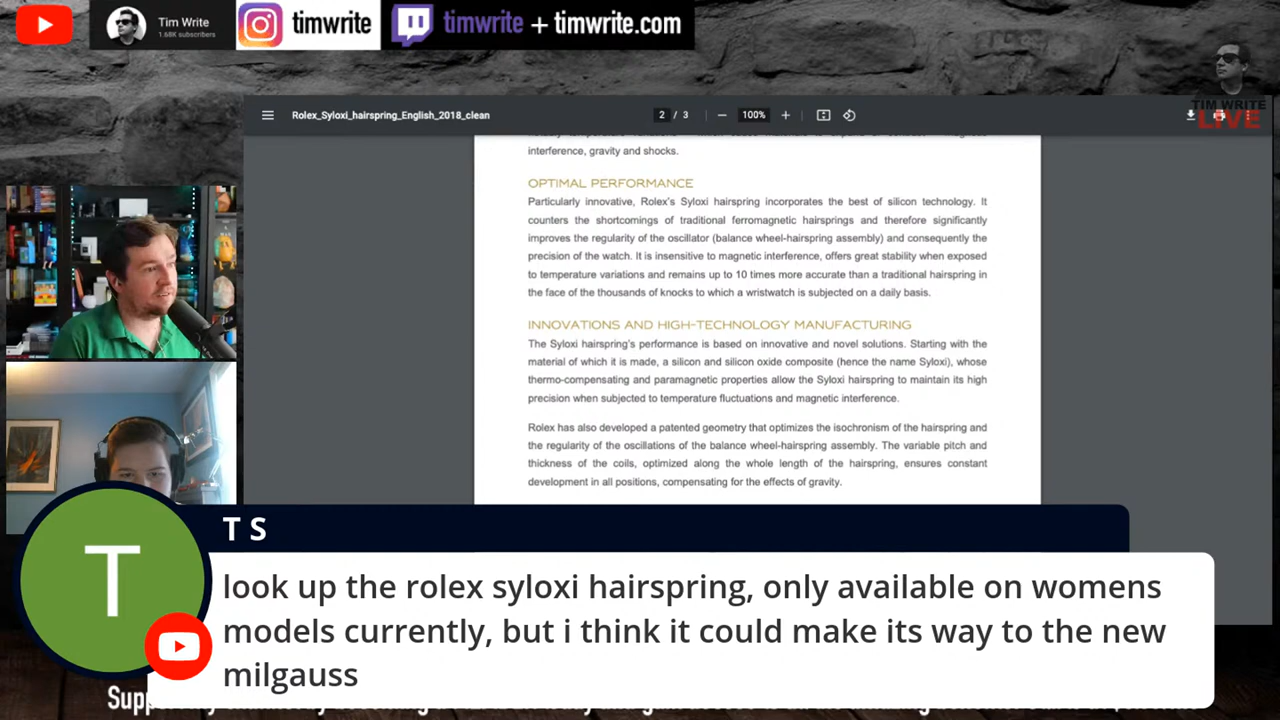 Tim Write
1.68K subscribers
timwrite
timwrite + timwrite.com
TIM WRITE
LIVE
Rolex_Syloxi_hairspring_English_2018_clean
2 / 3
100%
interference, gravity and shocks.
OPTIMAL PERFORMANCE
Particularly innovative, Rolex's Syloxi hairspring incorporates the best of silicon technology. It
counters the shortcomings of traditional ferromagnetic hairsprings and therefore significantly
improves the regularity of the oscillator (balance wheel-hairspring assembly) and consequently the
precision of the watch. It is insensitive to magnetic interference, offers great stability when exposed
to temperature variations and remains up to 10 times more accurate than a traditional hairspring in
the face of the thousands of knocks to which a wristwatch is subjected on a daily basis.
INNOVATIONS AND HIGH-TECHNOLOGY MANUFACTURING
The Syloxi hairspring's performance is based on innovative and novel solutions. Starting with the
material of which it is made, a silicon and silicon oxide composite (hence the name Syloxi), whose
thermo-compensating and paramagnetic properties allow the Syloxi hairspring to maintain its high
precision when subjected to temperature fluctuations and magnetic interference.
Rolex has also developed a patented geometry that optimizes the isochronism of the hairspring and
the regularity of the oscillations of the balance wheel-hairspring assembly. The variable pitch and
thickness of the coils, optimized along the whole length of the hairspring, ensures constant
development in all positions, compensating for the effects of gravity.
T
T S
look up the rolex syloxi hairspring, only available on womens
models currently, but i think it could make its way to the new
milgauss